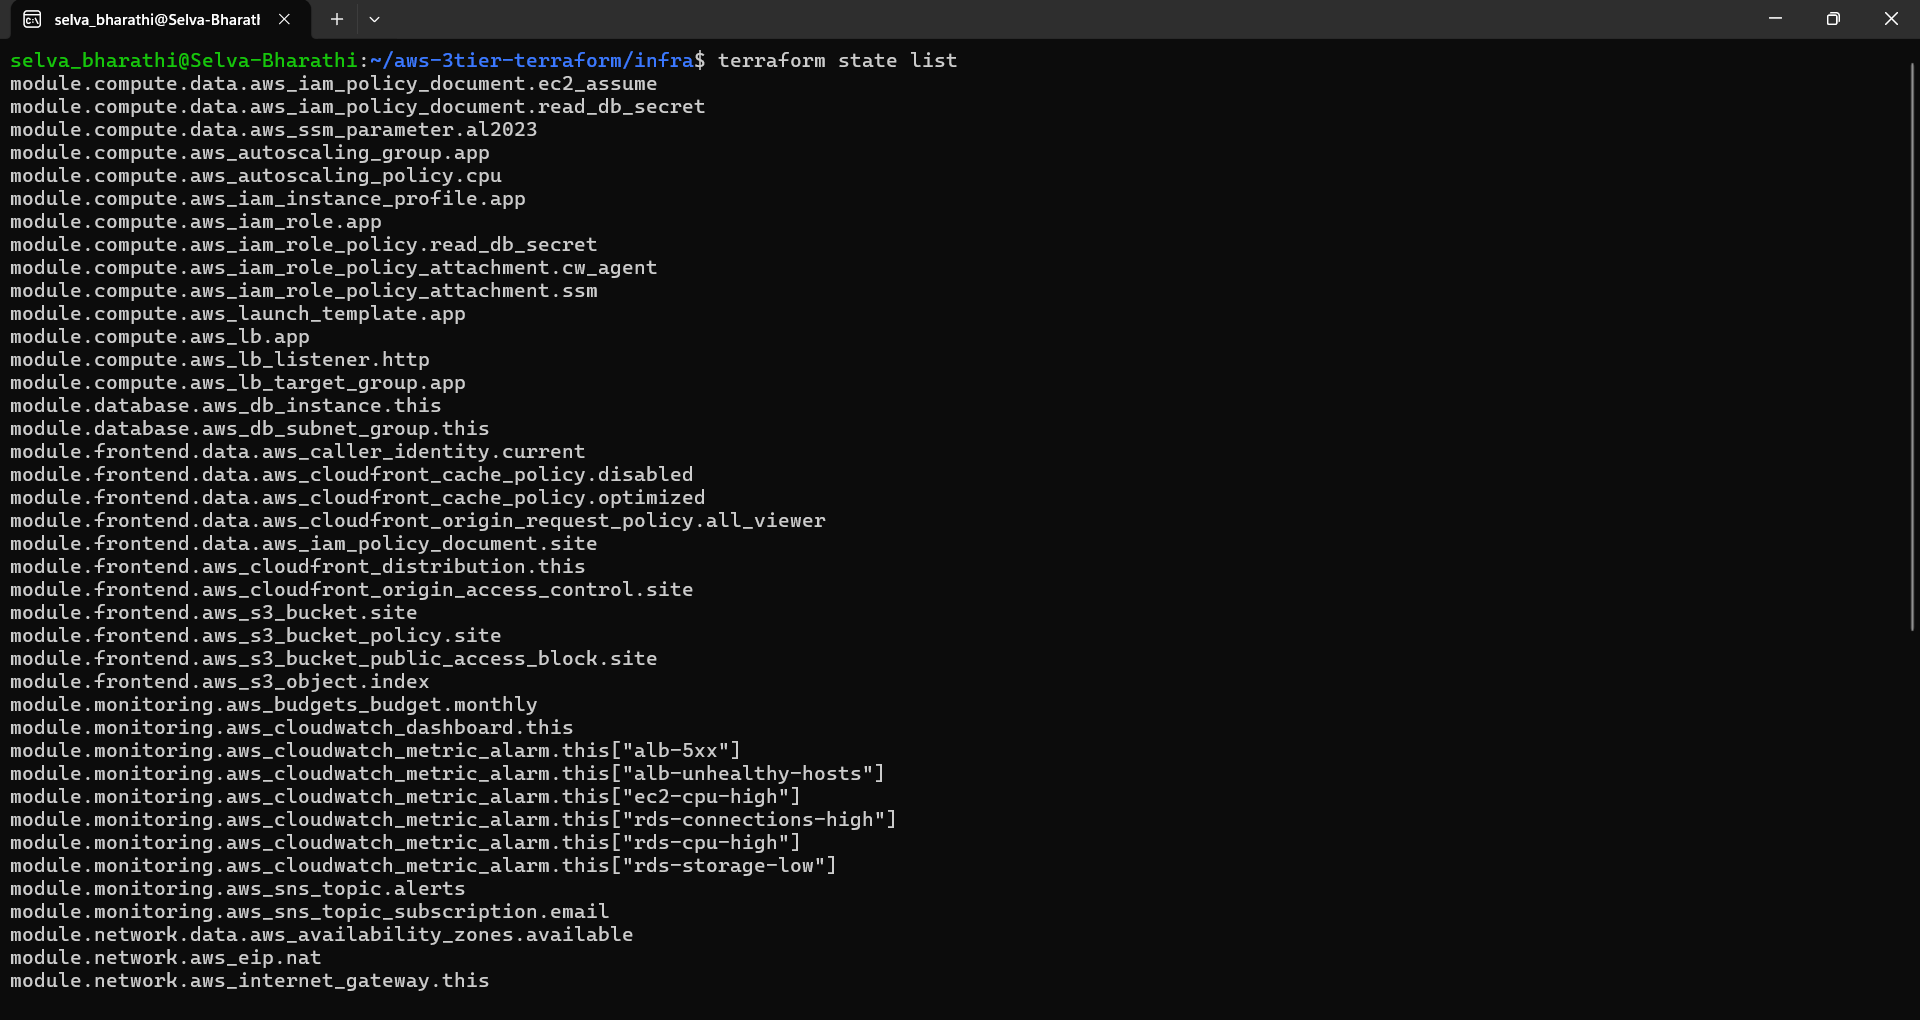 selva_bharathi@Selva-Bharatl
selva_bharathi@Selva-Bharathi:~/aws-3tier-terraform/infra$ terraform state list
module.compute.data.aws_iam_policy_document.ec2_assume
module.compute.data.aws_iam_policy_document.read_db_secret
module.compute.data.aws_ssm_parameter.al2023
module.compute.aws_autoscaling_group.app
module.compute.aws_autoscaling_policy.cpu
module.compute.aws_iam_instance_profile.app
module.compute.aws_iam_role.app
module.compute.aws_iam_role_policy.read_db_secret
module.compute.aws_iam_role_policy_attachment.cw_agent
module.compute.aws_iam_role_policy_attachment.ssm
module.compute.aws_launch_template.app
module.compute.aws_lb.app
module.compute.aws_lb_listener.http
module.compute.aws_lb_target_group.app
module.database.aws_db_instance.this
module.database.aws_db_subnet_group.this
module.frontend.data.aws_caller_identity.current
module.frontend.data.aws_cloudfront_cache_policy.disabled
module.frontend.data.aws_cloudfront_cache_policy.optimized
module.frontend.data.aws_cloudfront_origin_request_policy.all_viewer
module.frontend.data.aws_iam_policy_document.site
module.frontend.aws_cloudfront_distribution.this
module.frontend.aws_cloudfront_origin_access_control.site
module.frontend.aws_s3_bucket.site
module.frontend.aws_s3_bucket_policy.site
module.frontend.aws_s3_bucket_public_access_block.site
module.frontend.aws_s3_object.index
module.monitoring.aws_budgets_budget.monthly
module.monitoring.aws_cloudwatch_dashboard.this
module.monitoring.aws_cloudwatch_metric_alarm.this["alb-5xx"]
module.monitoring.aws_cloudwatch_metric_alarm.this["alb-unhealthy-hosts"]
module.monitoring.aws_cloudwatch_metric_alarm.this["ec2-cpu-high"]
module.monitoring.aws_cloudwatch_metric_alarm.this["rds-connections-high"]
module.monitoring.aws_cloudwatch_metric_alarm.this["rds-cpu-high"]
module.monitoring.aws_cloudwatch_metric_alarm.this["rds-storage-low"]
module.monitoring.aws_sns_topic.alerts
module.monitoring.aws_sns_topic_subscription.email
module.network.data.aws_availability_zones.available
module.network.aws_eip.nat
module.network.aws_internet_gateway.this